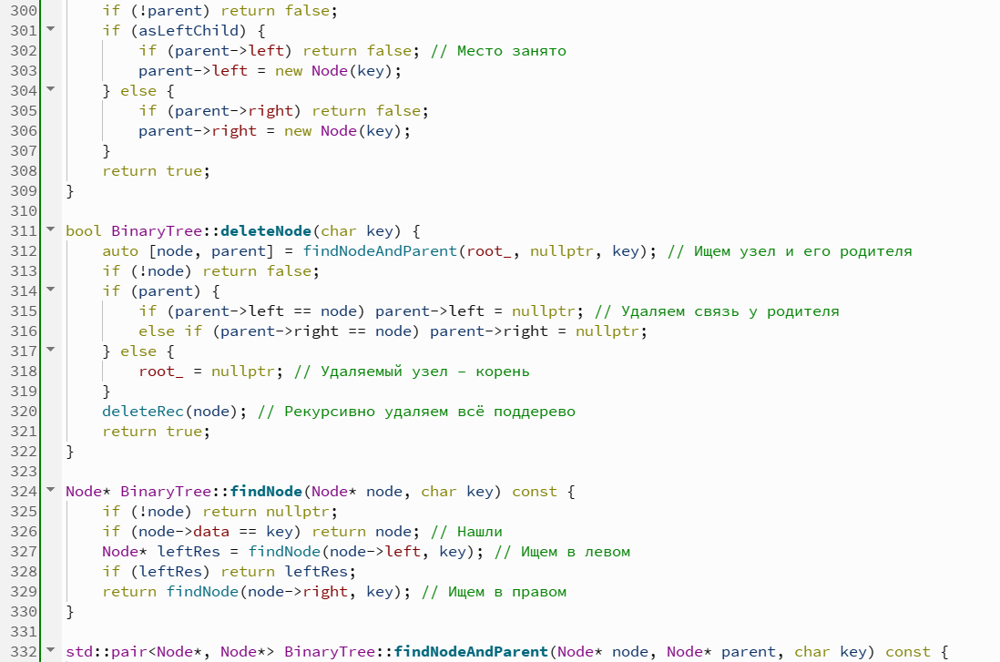 300     if (!parent) return false;
301     if (asLeftChild) {
302         if (parent->left) return false; // Место занято
303         parent->left = new Node(key);
304     } else {
305         if (parent->right) return false;
306         parent->right = new Node(key);
307     }
308     return true;
309 }
310
311 bool BinaryTree::deleteNode(char key) {
312     auto [node, parent] = findNodeAndParent(root_, nullptr, key); // Ищем узел и его родителя
313     if (!node) return false;
314     if (parent) {
315         if (parent->left == node) parent->left = nullptr; // Удаляем связь у родителя
316         else if (parent->right == node) parent->right = nullptr;
317     } else {
318         root_ = nullptr; // Удаляемый узел – корень
319     }
320     deleteRec(node); // Рекурсивно удаляем всё поддерево
321     return true;
322 }
323
324 Node* BinaryTree::findNode(Node* node, char key) const {
325     if (!node) return nullptr;
326     if (node->data == key) return node; // Нашли
327     Node* leftRes = findNode(node->left, key); // Ищем в левом
328     if (leftRes) return leftRes;
329     return findNode(node->right, key); // Ищем в правом
330 }
331
332 std::pair<Node*, Node*> BinaryTree::findNodeAndParent(Node* node, Node* parent, char key) const {